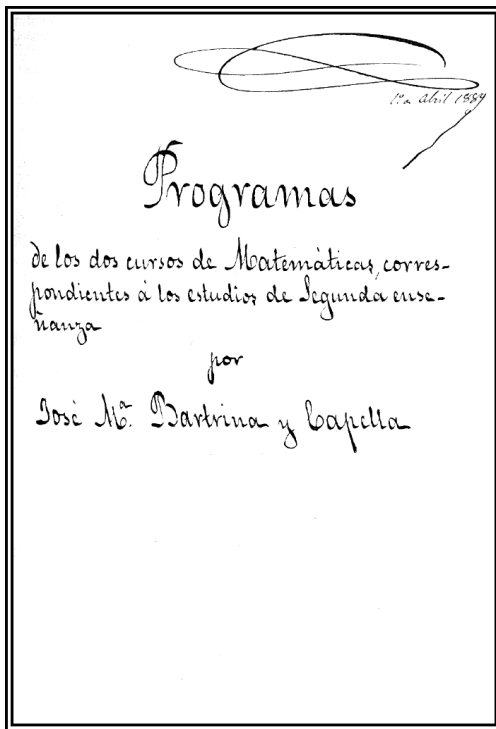 1º Abril 1889
Programas
de los dos cursos de Matemáticas, corres-
pondientes á los estudios de Segunda ense-
ñanza
por
José Mª. Bartrina y Capella